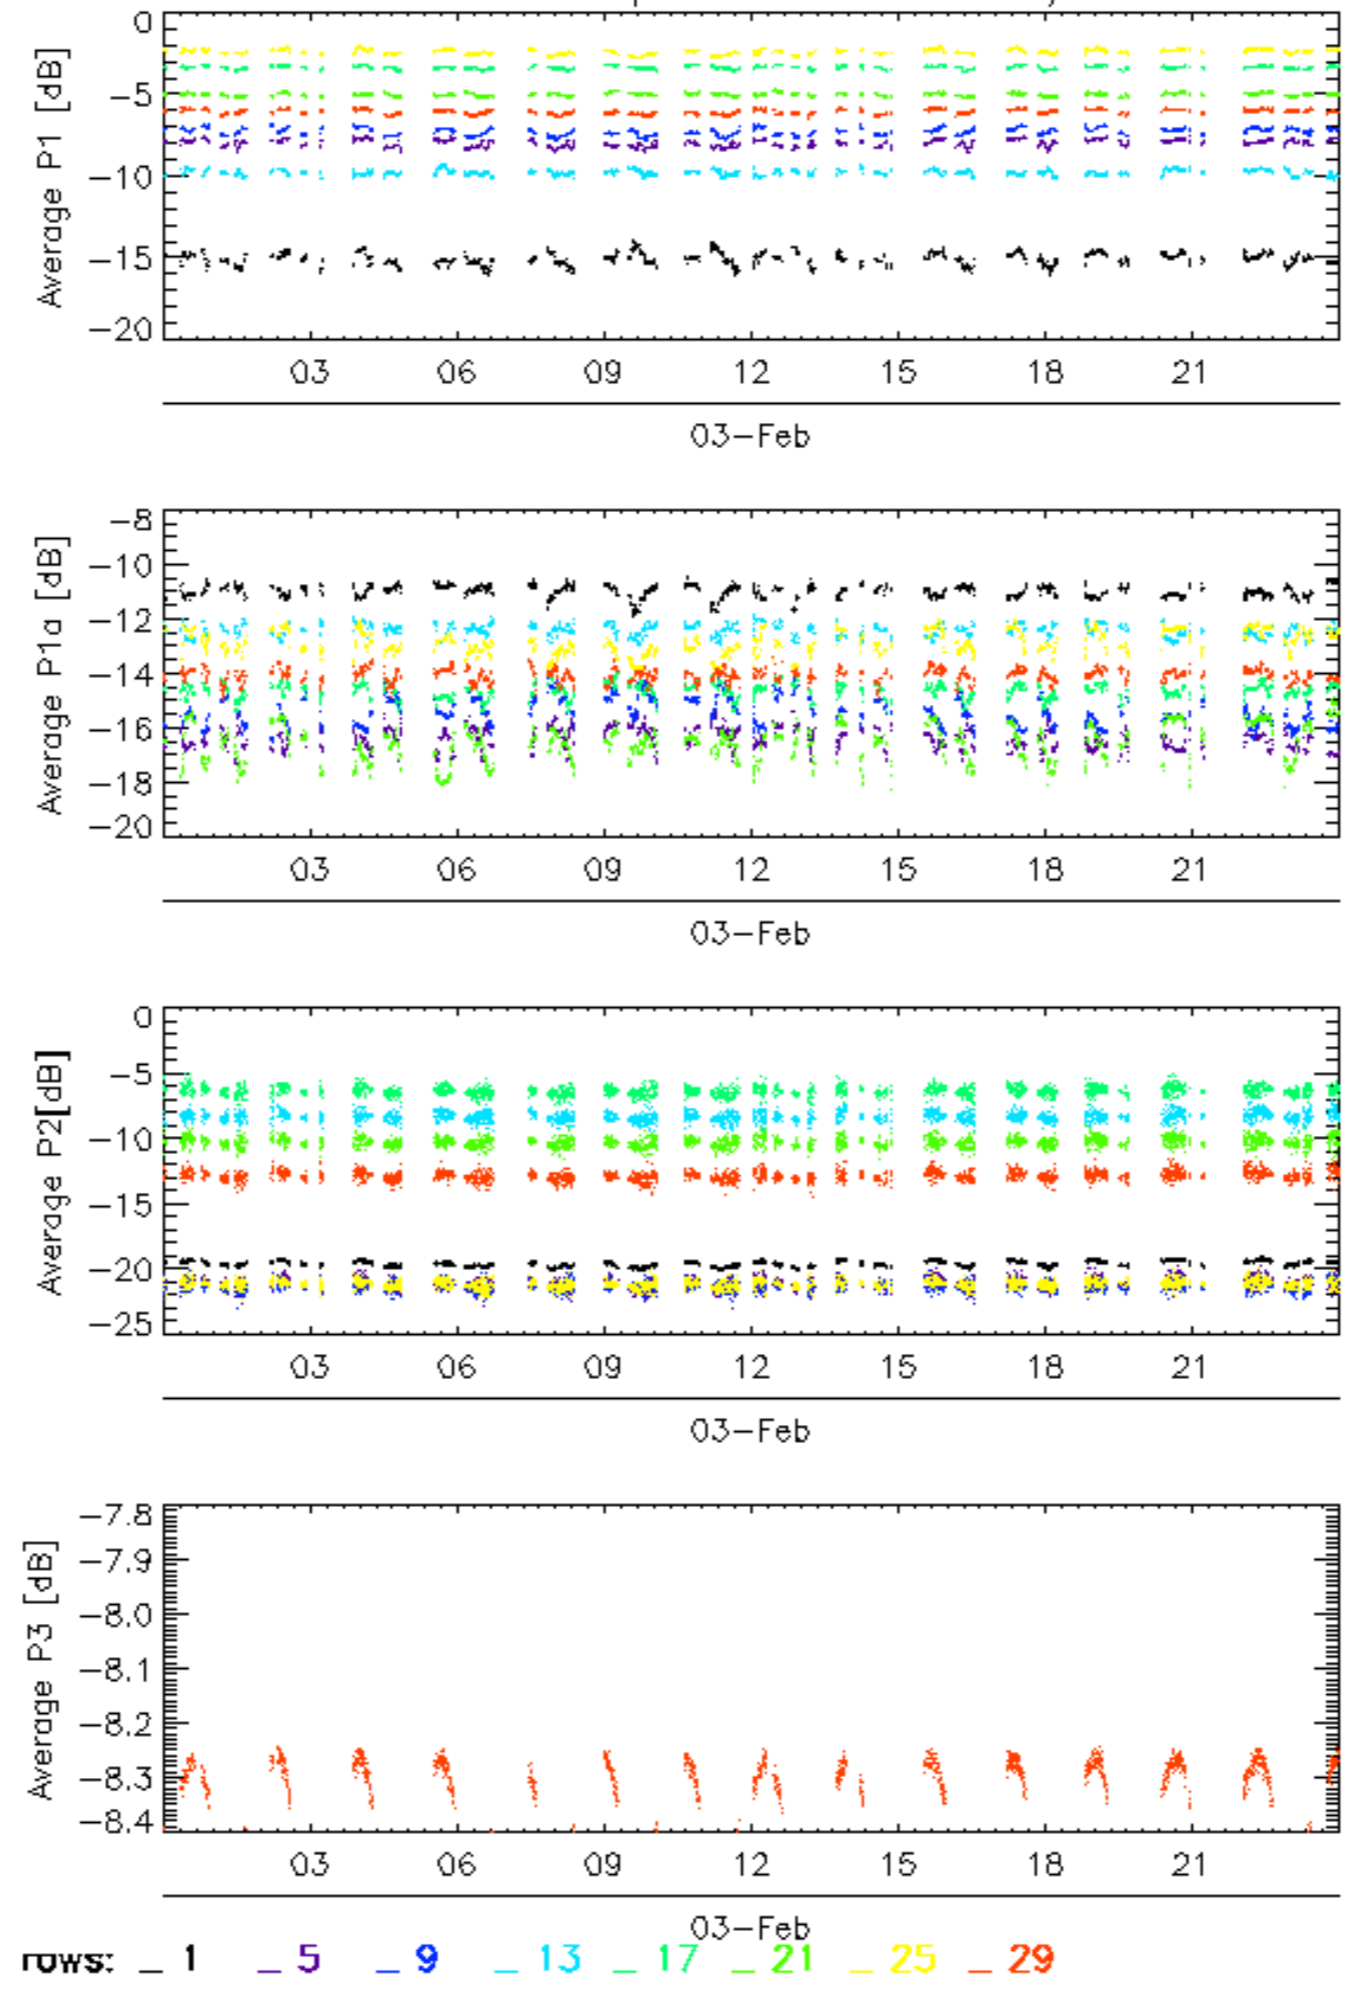 0
−5
−10
−15
−20
Average P1 [dB]
03 06 09 12 15 18 21
03−Feb
−8
−10
−12
−14
−16
−18
−20
Average P1a [dB]
03 06 09 12 15 18 21
03−Feb
0
−5
−10
−15
−20
−25
Average P2[dB]
03 06 09 12 15 18 21
03−Feb
−7.8
−7.9
−8.0
−8.1
−8.2
−8.3
−8.4
Average P3 [dB]
03 06 09 12 15 18 21
03−Feb
rows: _ 1 _ 5 _ 9 _ 13 _ 17 _ 21 _ 25 _ 29